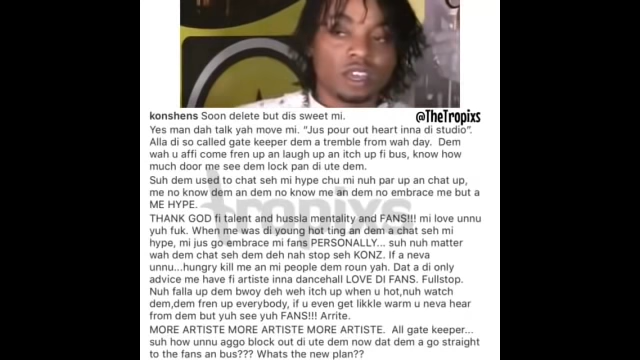 konshens Soon delete but dis sweet mi.
@TheTropixs
Yes man dah talk yah move mi. "Jus pour out heart inna di studio".
Alla di so called gate keeper dem a tremble from wah day. Dem
wah u affi come fren up an laugh up an itch up fi bus, know how
much door me see dem lock pan di ute dem.
Suh dem used to chat seh mi hype chu mi nuh par up an chat up,
me no know dem an dem no know me an dem no embrace me but a
ME HYPE.
tropixs
THANK GOD fi talent and hussla mentality and FANS!!! mi love unnu
yuh fuk. When me was di young hot ting an dem a chat seh mi
hype, mi jus go embrace mi fans PERSONALLY... suh nuh matter
wah dem chat seh dem deh nah stop seh KONZ. If a neva
unnu...hungry kill me an mi people dem roun yah. Dat a di only
advice me have fi artiste inna dancehall LOVE DI FANS. Fullstop.
Nuh falla up dem bwoy deh weh itch up when u hot,nuh watch
dem,dem fren up everybody, if u even get likkle warm u neva hear
from dem but yuh see yuh FANS!!! Arrite.
MORE ARTISTE MORE ARTISTE MORE ARTISTE. All gate keeper...
suh how unnu aggo block out di ute dem now dat dem a go straight
to the fans an bus??? Whats the new plan??